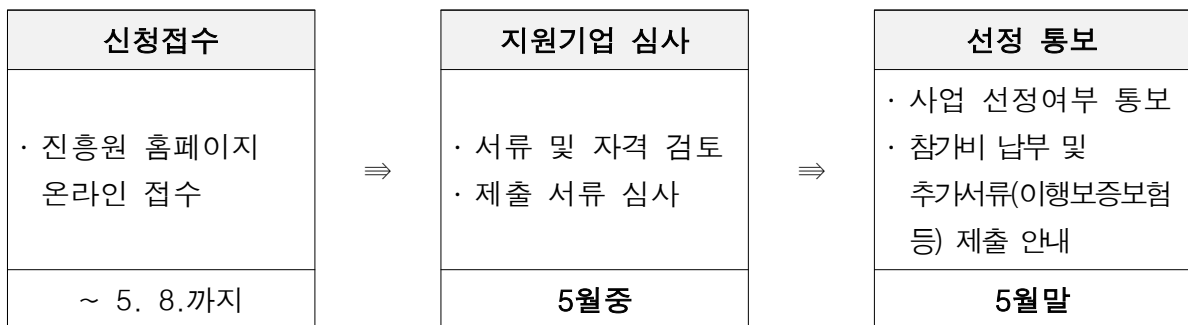 신청접수
· 진흥원 홈페이지
온라인 접수
~ 5. 8.까지
⇛
지원기업 심사
· 서류 및 자격 검토
· 제출 서류 심사
5월중
⇛
선정 통보
· 사업 선정여부 통보
· 참가비 납부 및
추가서류(이행보증보험
등) 제출 안내
5월말